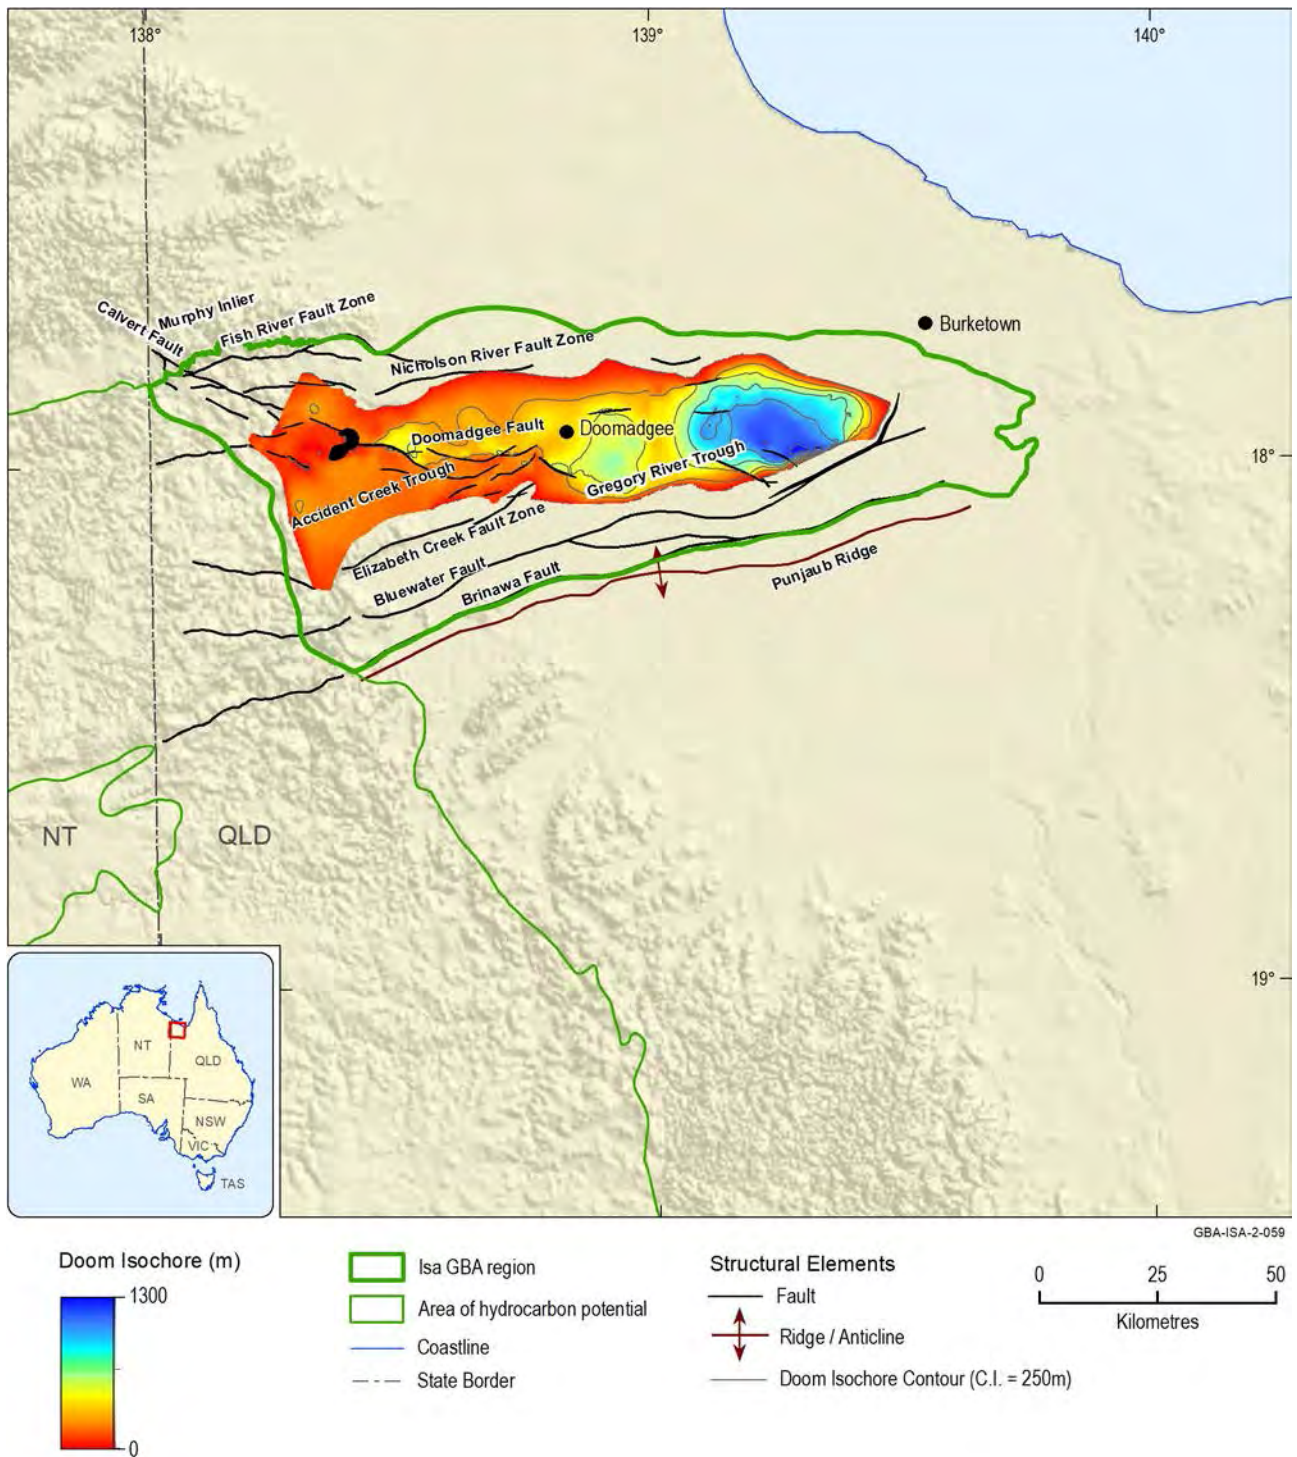 138°
139°
140°
Murphy Inlier
Calvert Fault
Fish River Fault Zone
Burketown
Nicholson River Fault Zone
Doomadgee Fault
Doomadgee
18°
Accident Creek Trough
Gregory River Trough
Elizabeth Creek Fault Zone
Bluewater Fault
Brinawa Fault
Punjaub Ridge
NT
QLD
19°
NT
QLD
WA
SA
NSW
VIC
TAS
GBA-ISA-2-059
Doom Isochore (m)
1300
0
Isa GBA region
Area of hydrocarbon potential
Coastline
State Border
Structural Elements
Fault
Ridge / Anticline
Doom Isochore Contour (C.I. = 250m)
0
25
50
Kilometres